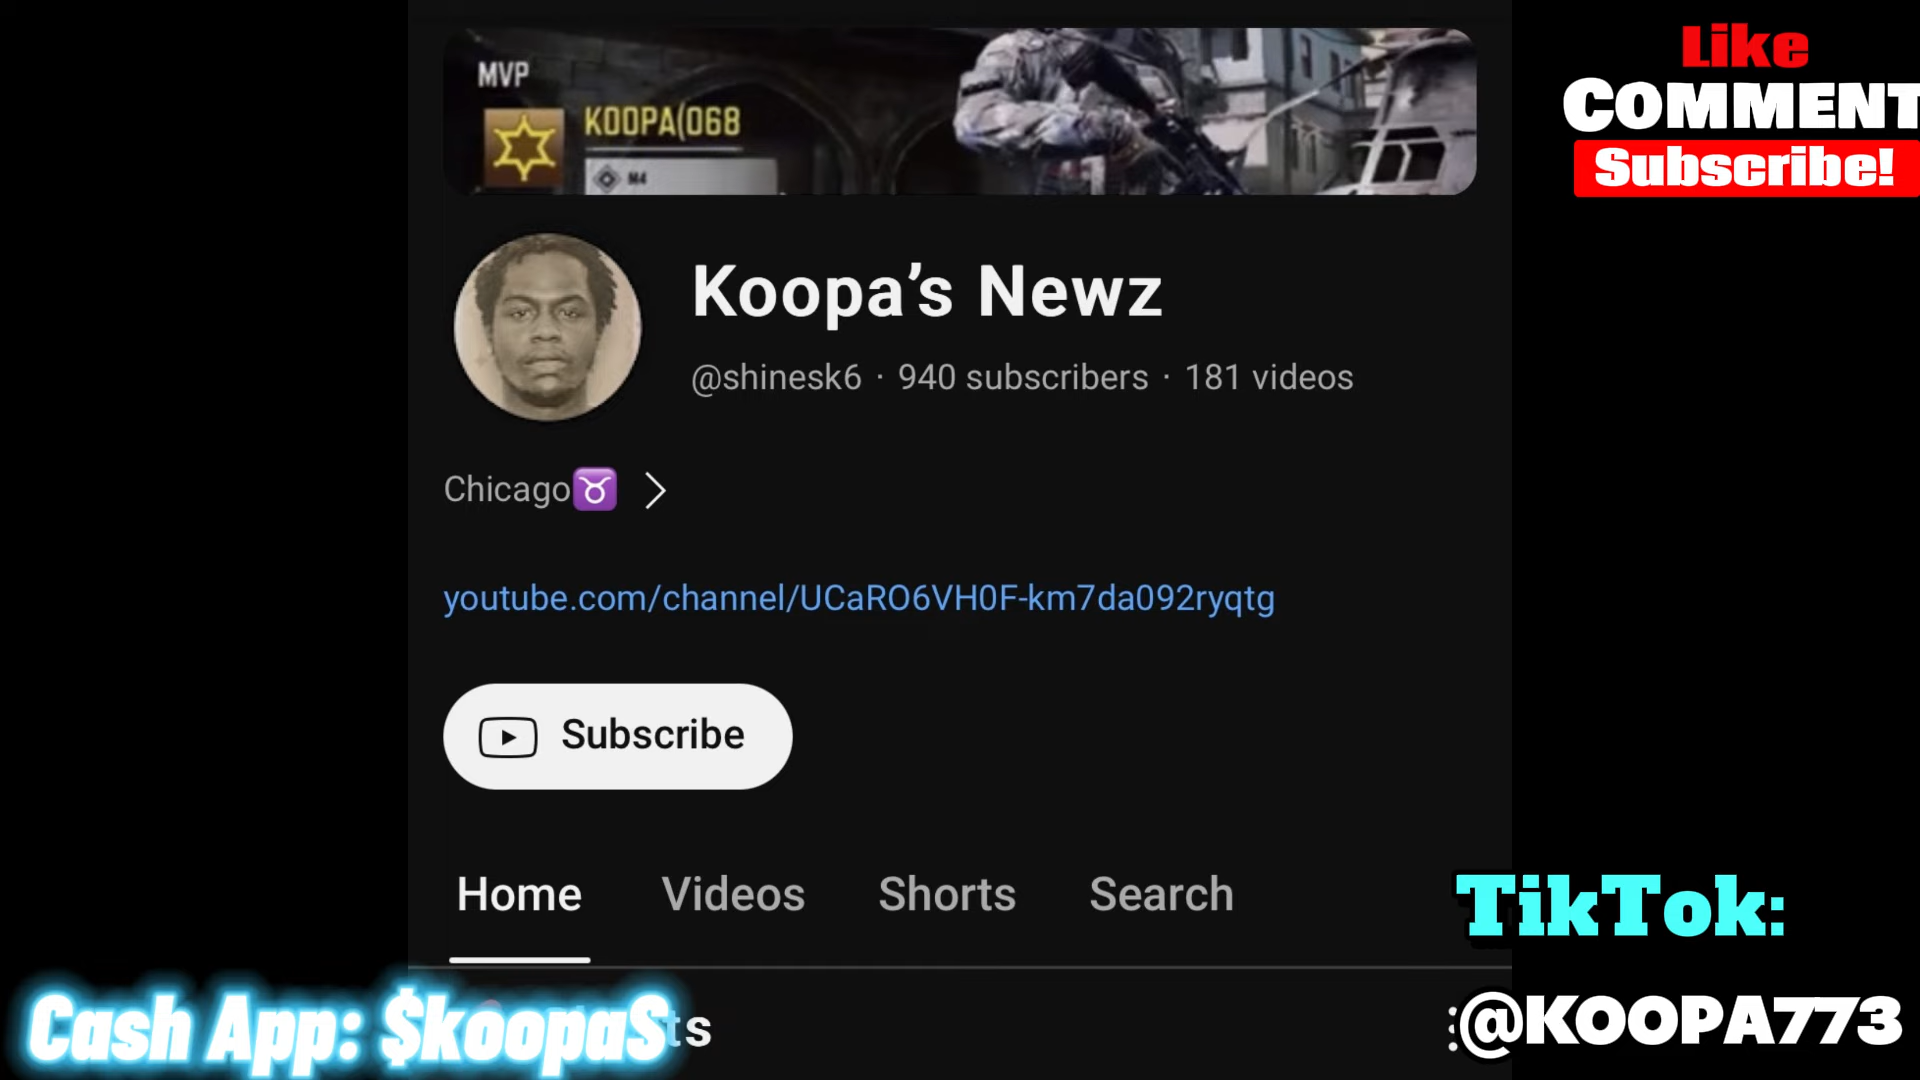 MVP
KOOPA(068
M4
Like
COMMENT
Subscribe!
Koopa’s Newz
@shinesk6 · 940 subscribers · 181 videos
Chicago♉
youtube.com/channel/UCaRO6VH0F-km7da092ryqtg
Subscribe
Home Videos Shorts Search
TikTok:
@KOOPA773
Cash App: $koopaS